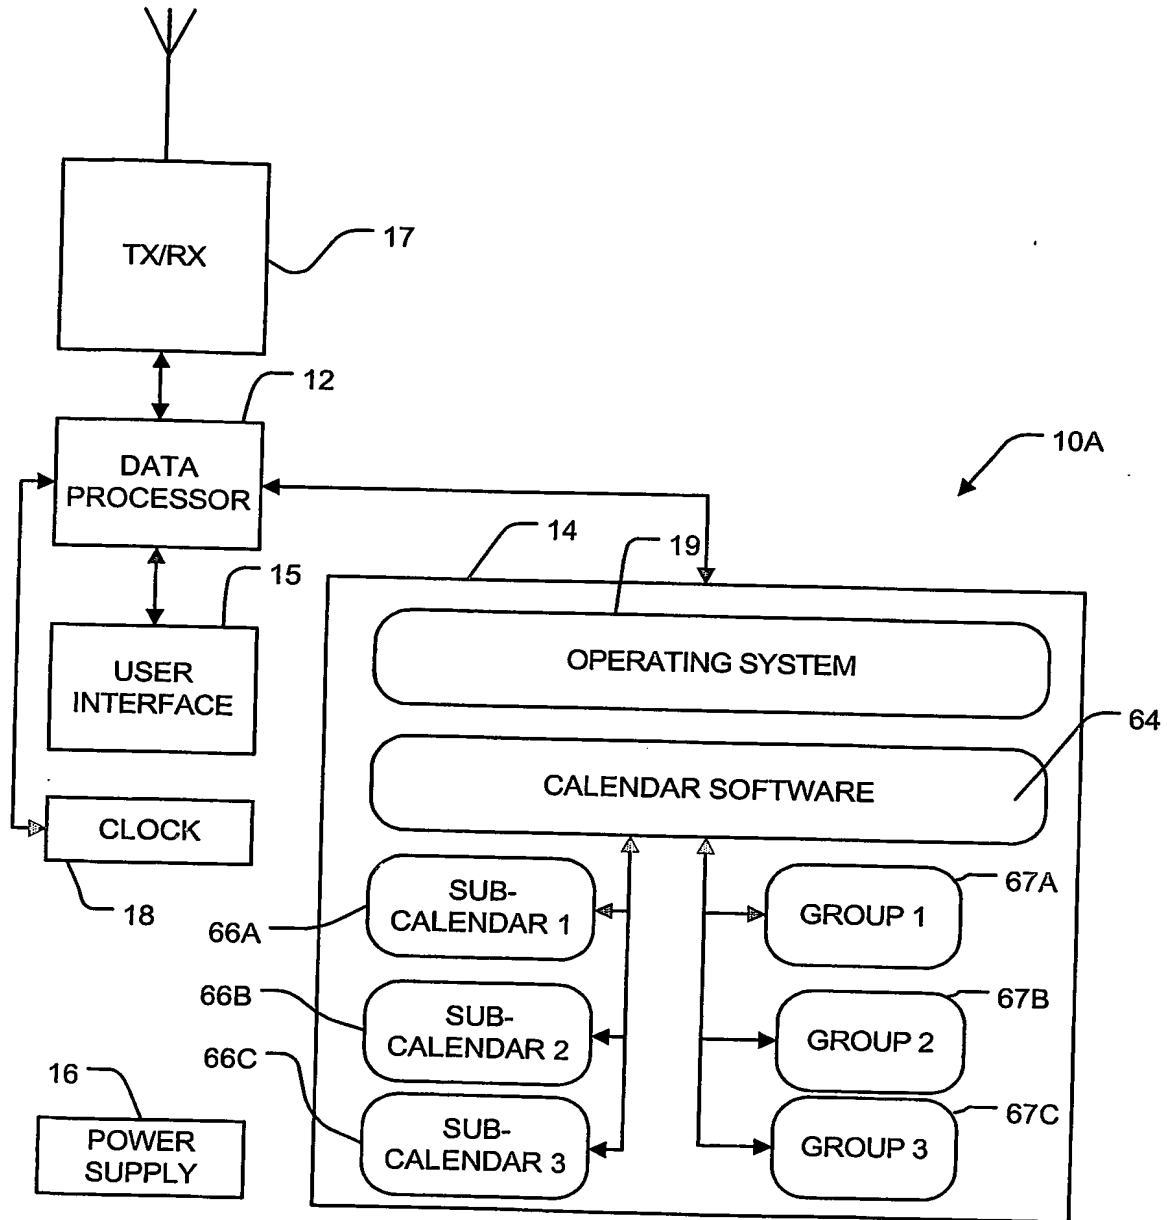 TX/RX
17
12
DATA
PROCESSOR
10A
14
19
15
USER
INTERFACE
OPERATING SYSTEM
64
CALENDAR SOFTWARE
CLOCK
18
SUB-
CALENDAR 1
66A
67A
GROUP 1
66B
SUB-
CALENDAR 2
67B
GROUP 2
66C
SUB-
CALENDAR 3
67C
GROUP 3
16
POWER
SUPPLY